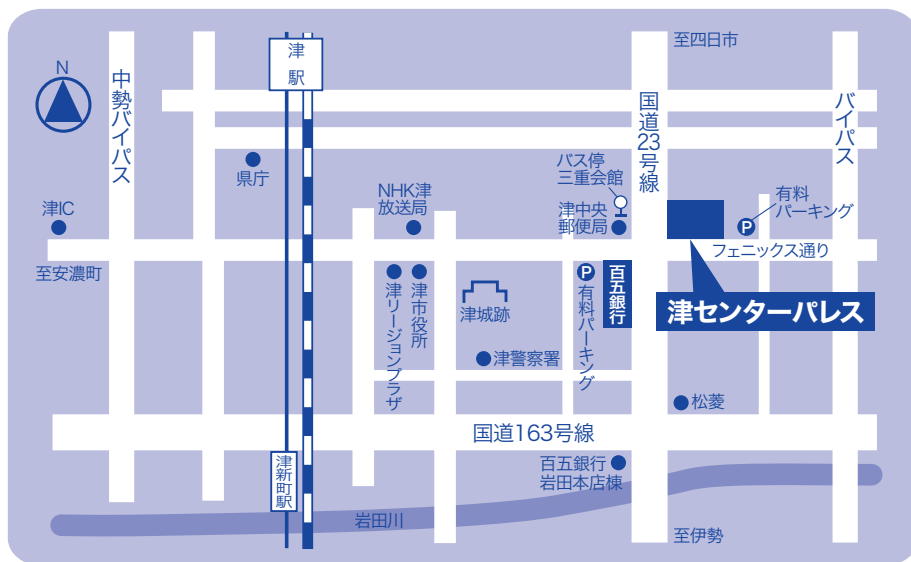 N
中勢バイパス
津
駅
至四日市
国道23号線
バイパス
県庁
バス停
三重会館
NHK津
放送局
津中央
郵便局
有料
パーキング
P
津IC
至安濃町
フェニックス通り
津リージョンプラザ
津市役所
津城跡
P
有料パーキング
百五銀行
津センターパレス
津警察署
松菱
国道163号線
津新町駅
百五銀行
岩田本店棟
岩田川
至伊勢